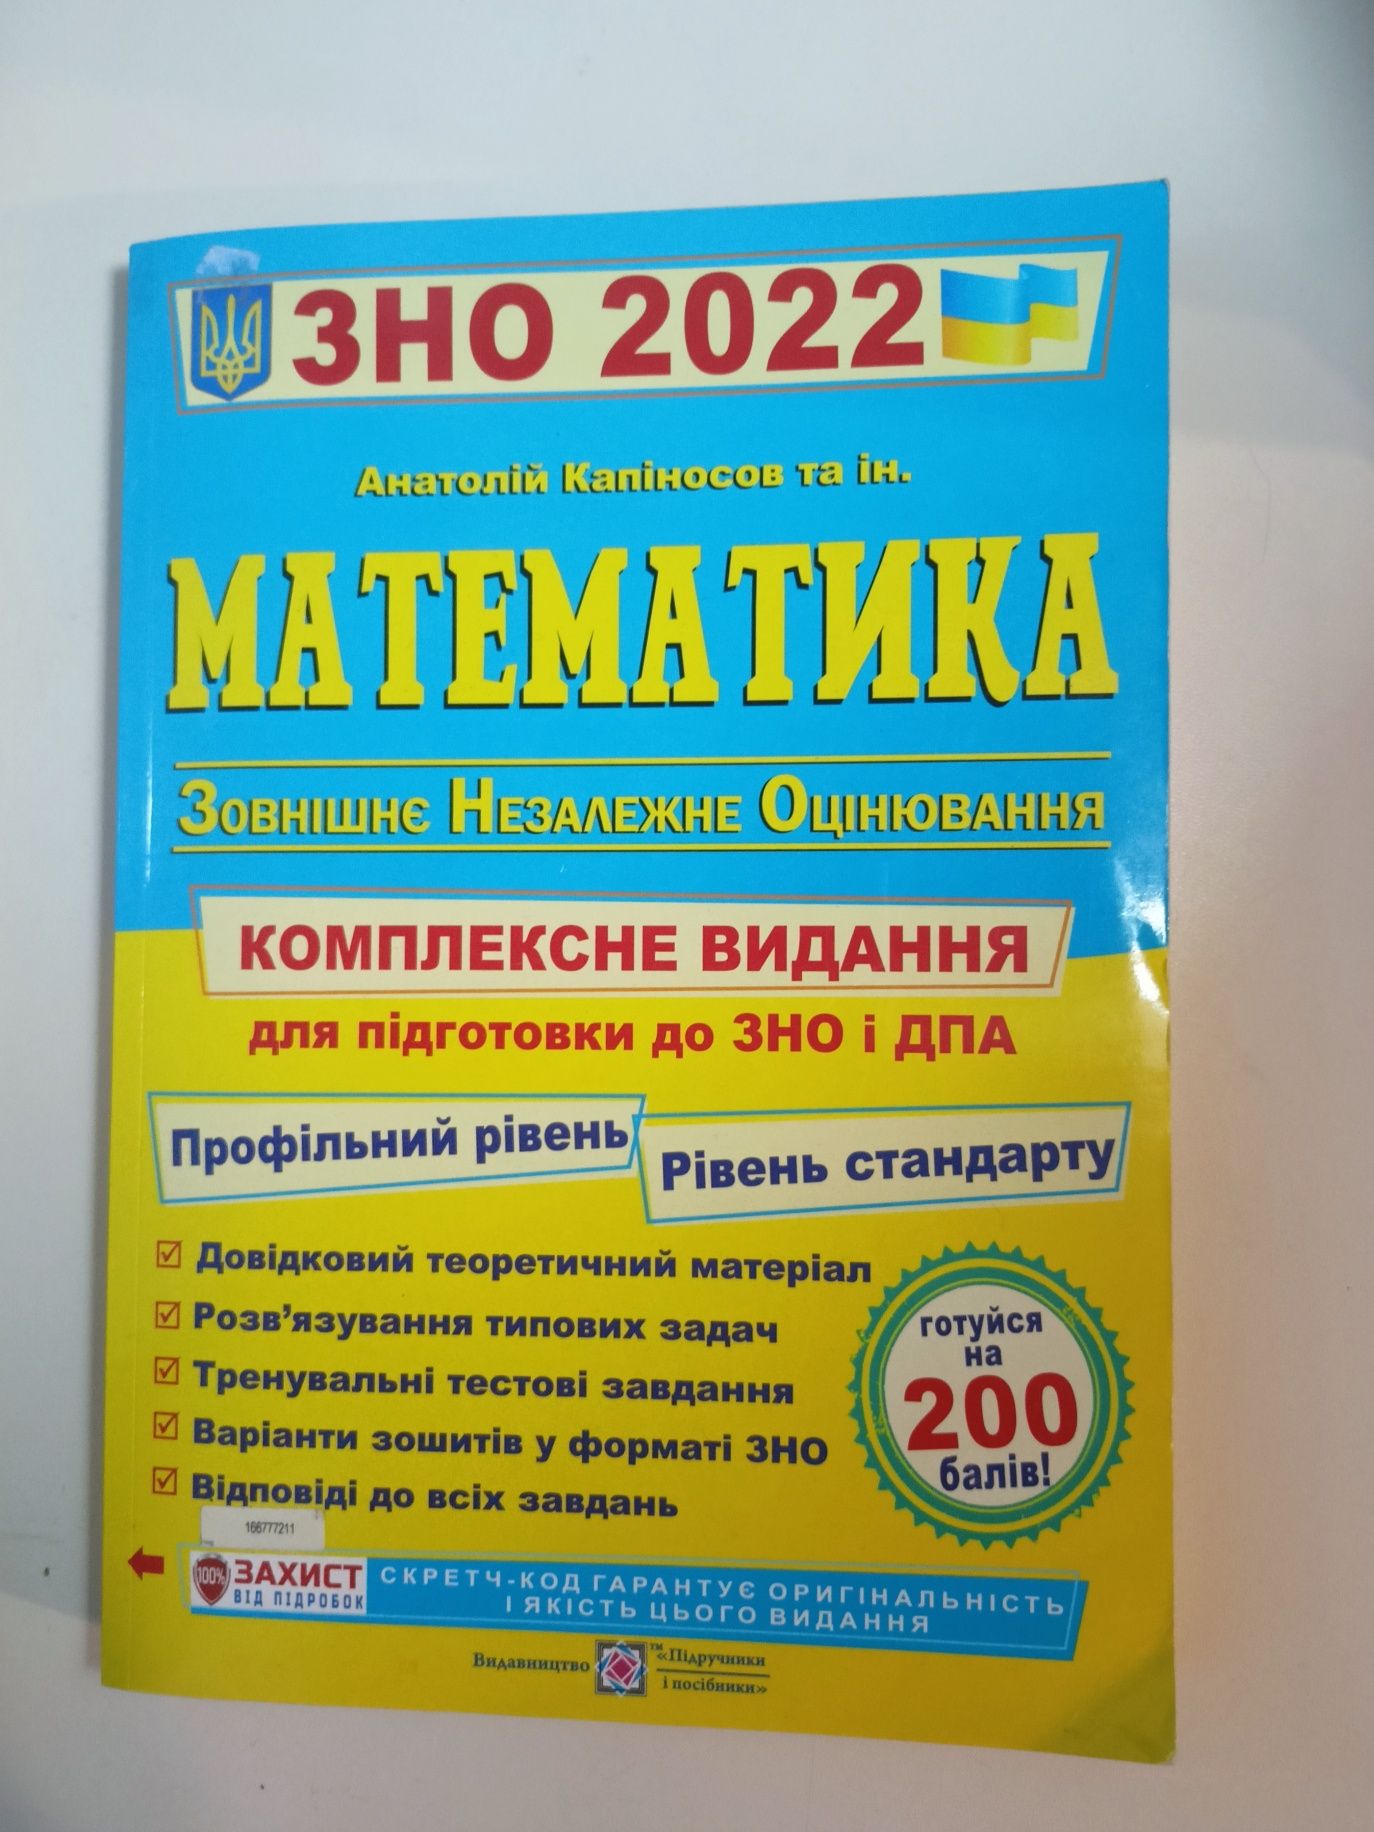 ЗНО 2022
Анатолій Капіносов та ін.
МАТЕМАТИКА
Зовнішнє Незалежне Оцінювання
КОМПЛЕКСНЕ ВИДАННЯ
для підготовки до ЗНО і ДПА
Профільний рівень
Рівень стандарту
Довідковий теоретичний матеріал
Розв’язування типових задач
Тренувальні тестові завдання
Варіанти зошитів у форматі ЗНО
Відповіді до всіх завдань
готуйся
на
200
балів!
166777211
100% ЗАХИСТ
ВІД ПІДРОБОК
СКРЕТЧ-КОД ГАРАНТУЄ ОРИГІНАЛЬНІСТЬ
І ЯКІСТЬ ЦЬОГО ВИДАННЯ
Видавництво ™ «Підручники
і посібники»